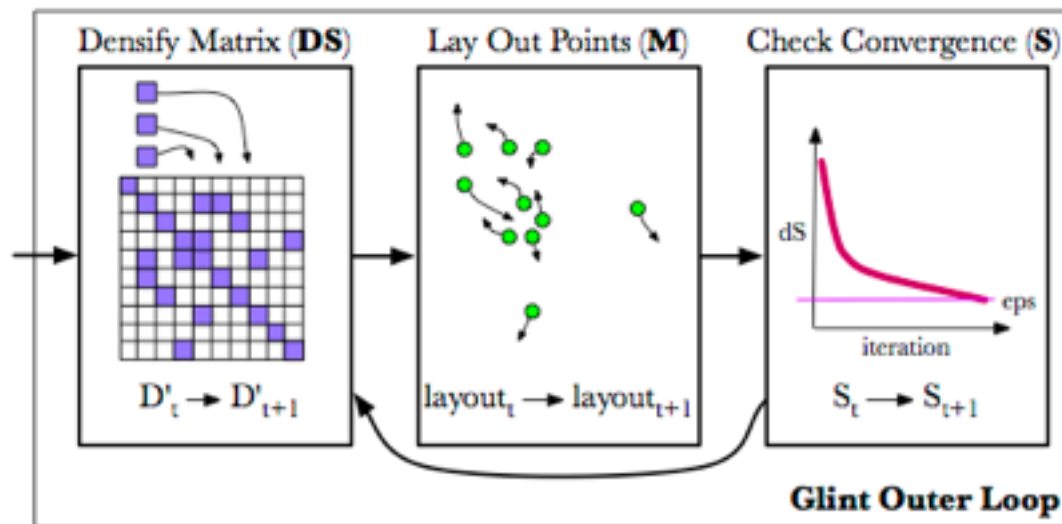 Densify Matrix (DS)
Lay Out Points (M)
Check Convergence (S)
dS
eps
iteration
D't → D't+1
layoutt → layoutt+1
St → St+1
Glint Outer Loop